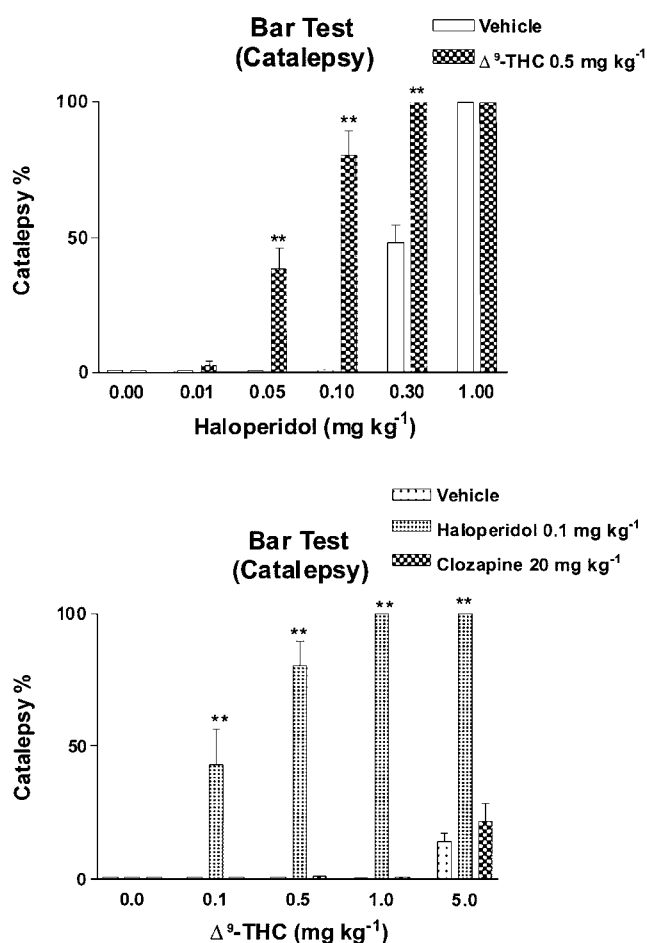 Bar Test
(Catalepsy)
Vehicle
Δ⁹-THC 0.5 mg kg⁻¹
Catalepsy %
100
50
0
**
**
**
0.00 0.01 0.05 0.10 0.30 1.00
Haloperidol (mg kg⁻¹)
Vehicle
Haloperidol 0.1 mg kg⁻¹
Clozapine 20 mg kg⁻¹
Bar Test
(Catalepsy)
Catalepsy %
100
50
0
**
**
**
**
0.0 0.1 0.5 1.0 5.0
Δ⁹-THC (mg kg⁻¹)